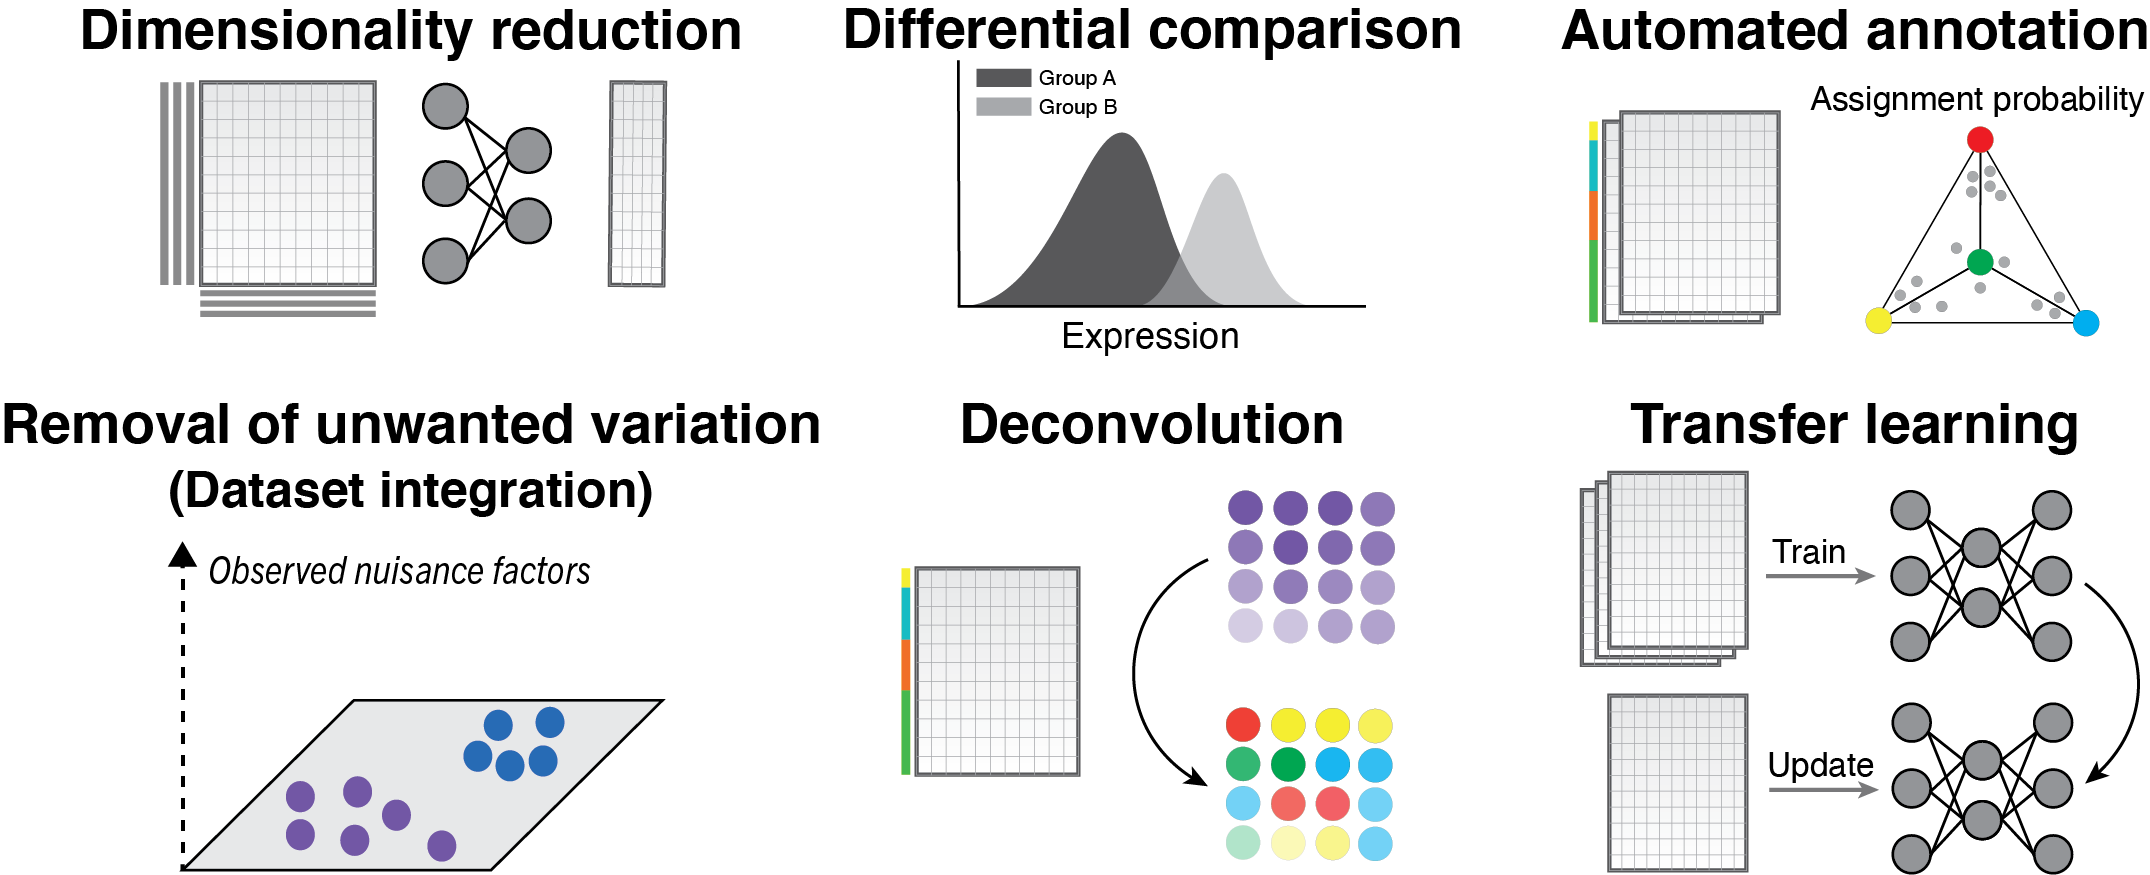 Dimensionality reduction
Differential comparison
Group A
Group B
Expression
Automated annotation
Assignment probability
Removal of unwanted variation
(Dataset integration)
Observed nuisance factors
Deconvolution
Transfer learning
Train
Update